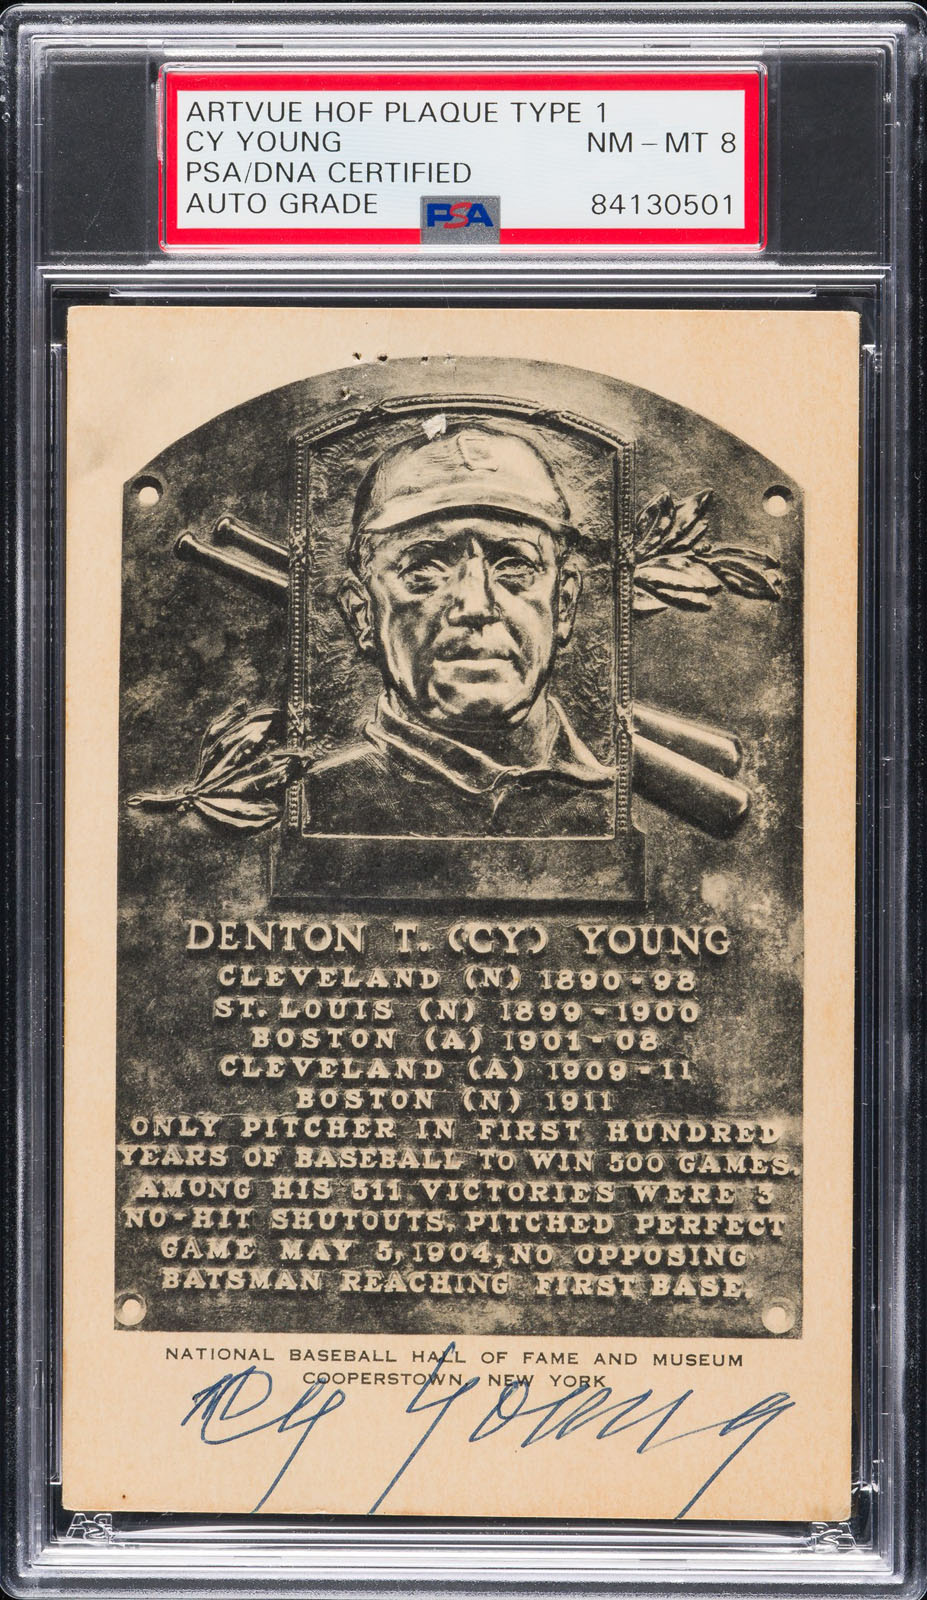 ARTVUE HOF PLAQUE TYPE 1
CY YOUNG NM - MT 8
PSA/DNA CERTIFIED
AUTO GRADE PSA 84130501
C
DENTON T. (CY) YOUNG
CLEVELAND (N) 1890-98
ST. LOUIS (N) 1899-1900
BOSTON (A) 1901-08
CLEVELAND (A) 1909-11
BOSTON (N) 1911
ONLY PITCHER IN FIRST HUNDRED
YEARS OF BASEBALL TO WIN 500 GAMES.
AMONG HIS 511 VICTORIES WERE 3
NO-HIT SHUTOUTS. PITCHED PERFECT
GAME MAY 5, 1904, NO OPPOSING
BATSMAN REACHING FIRST BASE.
NATIONAL BASEBALL HALL OF FAME AND MUSEUM
COOPERSTOWN, NEW YORK
Cy Young
PSA PSA